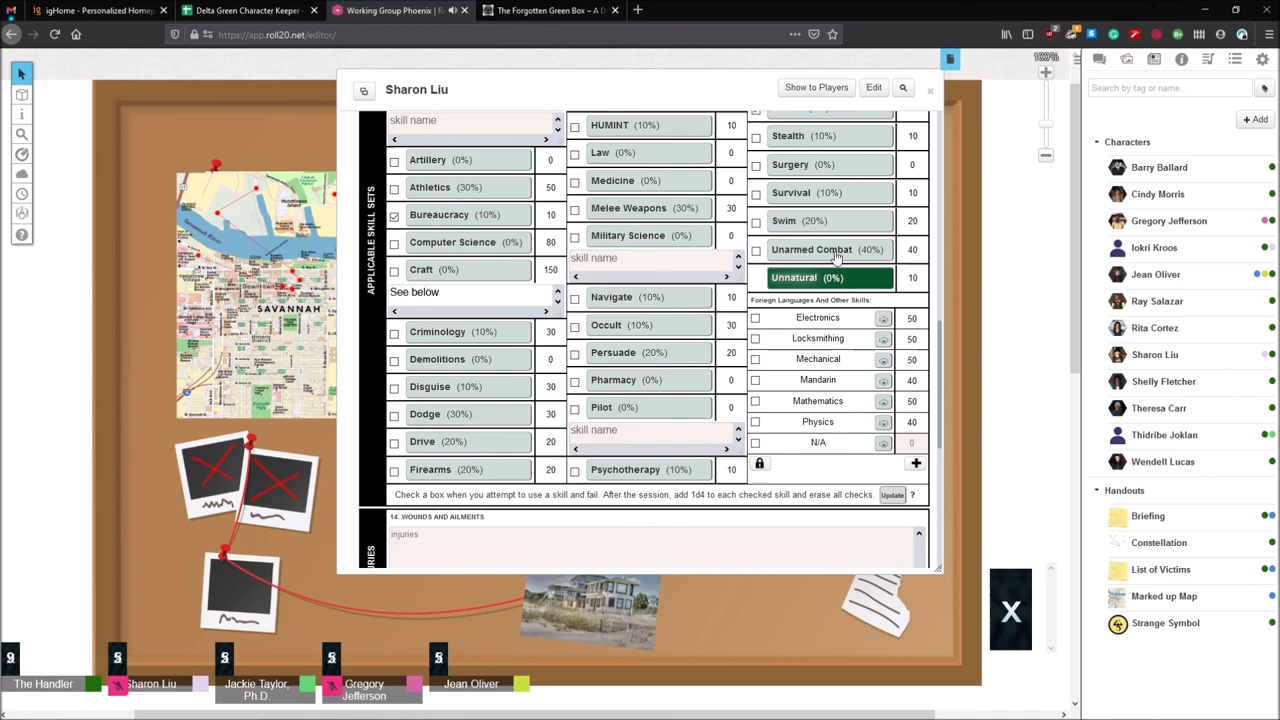 igHome - Personalized Homep
Delta Green Character Keeper -
Working Group Phoenix | R
The Forgotten Green Box – A D
https://app.roll20.net/editor/
100%
Sharon Liu
Show to Players
Edit
Search by tag or name...
+ Add
APPLICABLE SKILL SETS
skill name
Artillery (0%) 0
Athletics (30%) 50
Bureaucracy (10%) 10
Computer Science (0%) 80
Craft (0%) 150
See below
Criminology (10%) 30
Demolitions (0%) 0
Disguise (10%) 30
Dodge (30%) 30
Drive (20%) 20
Firearms (20%) 20
HUMINT (10%) 10
Law (0%) 0
Medicine (0%) 0
Melee Weapons (30%) 30
Military Science (0%) 0
skill name
Navigate (10%) 10
Occult (10%) 30
Persuade (20%) 20
Pharmacy (0%) 0
Pilot (0%) 0
skill name
Psychotherapy (10%) 10
Stealth (10%) 10
Surgery (0%) 0
Survival (10%) 10
Swim (20%) 20
Unarmed Combat (40%) 40
Unnatural (0%) 10
Foriegn Languages And Other Skills:
Electronics 50
Locksmithing 50
Mechanical 50
Mandarin 40
Mathematics 50
Physics 40
N/A 0
Check a box when you attempt to use a skill and fail. After the session, add 1d4 to each checked skill and erase all checks. Update ?
14. WOUNDS AND AILMENTS
injuries
Characters
Barry Ballard
Cindy Morris
Gregory Jefferson
Iokri Kroos
Jean Oliver
Ray Salazar
Rita Cortez
Sharon Liu
Shelly Fletcher
Theresa Carr
Thidribe Joklan
Wendell Lucas
Handouts
Briefing
Constellation
List of Victims
Marked up Map
Strange Symbol
SAVANNAH
X
The Handler
Sharon Liu
Jackie Taylor,
Ph.D.
Gregory
Jefferson
Jean Oliver